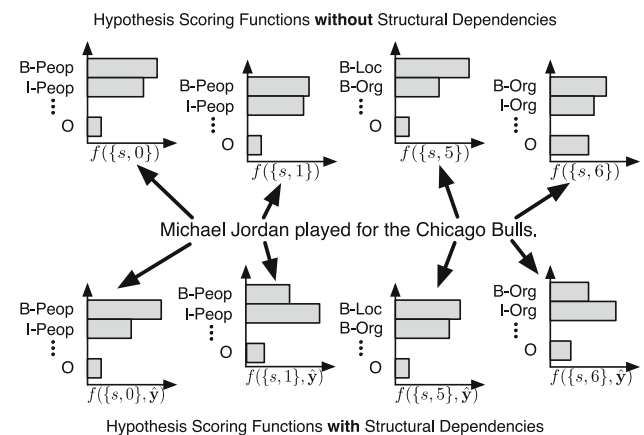 Hypothesis Scoring Functions without Structural Dependencies
B-Peop
I-Peop
⋮
O
f({s, 0})
B-Peop
I-Peop
⋮
O
f({s, 1})
B-Loc
B-Org
⋮
O
f({s, 5})
B-Org
I-Org
⋮
O
f({s, 6})
Michael Jordan played for the Chicago Bulls.
B-Peop
I-Peop
⋮
O
f({s, 0}, ŷ)
B-Peop
I-Peop
⋮
O
f({s, 1}, ŷ)
B-Loc
B-Org
⋮
O
f({s, 5}, ŷ)
B-Org
I-Org
⋮
O
f({s, 6}, ŷ)
Hypothesis Scoring Functions with Structural Dependencies